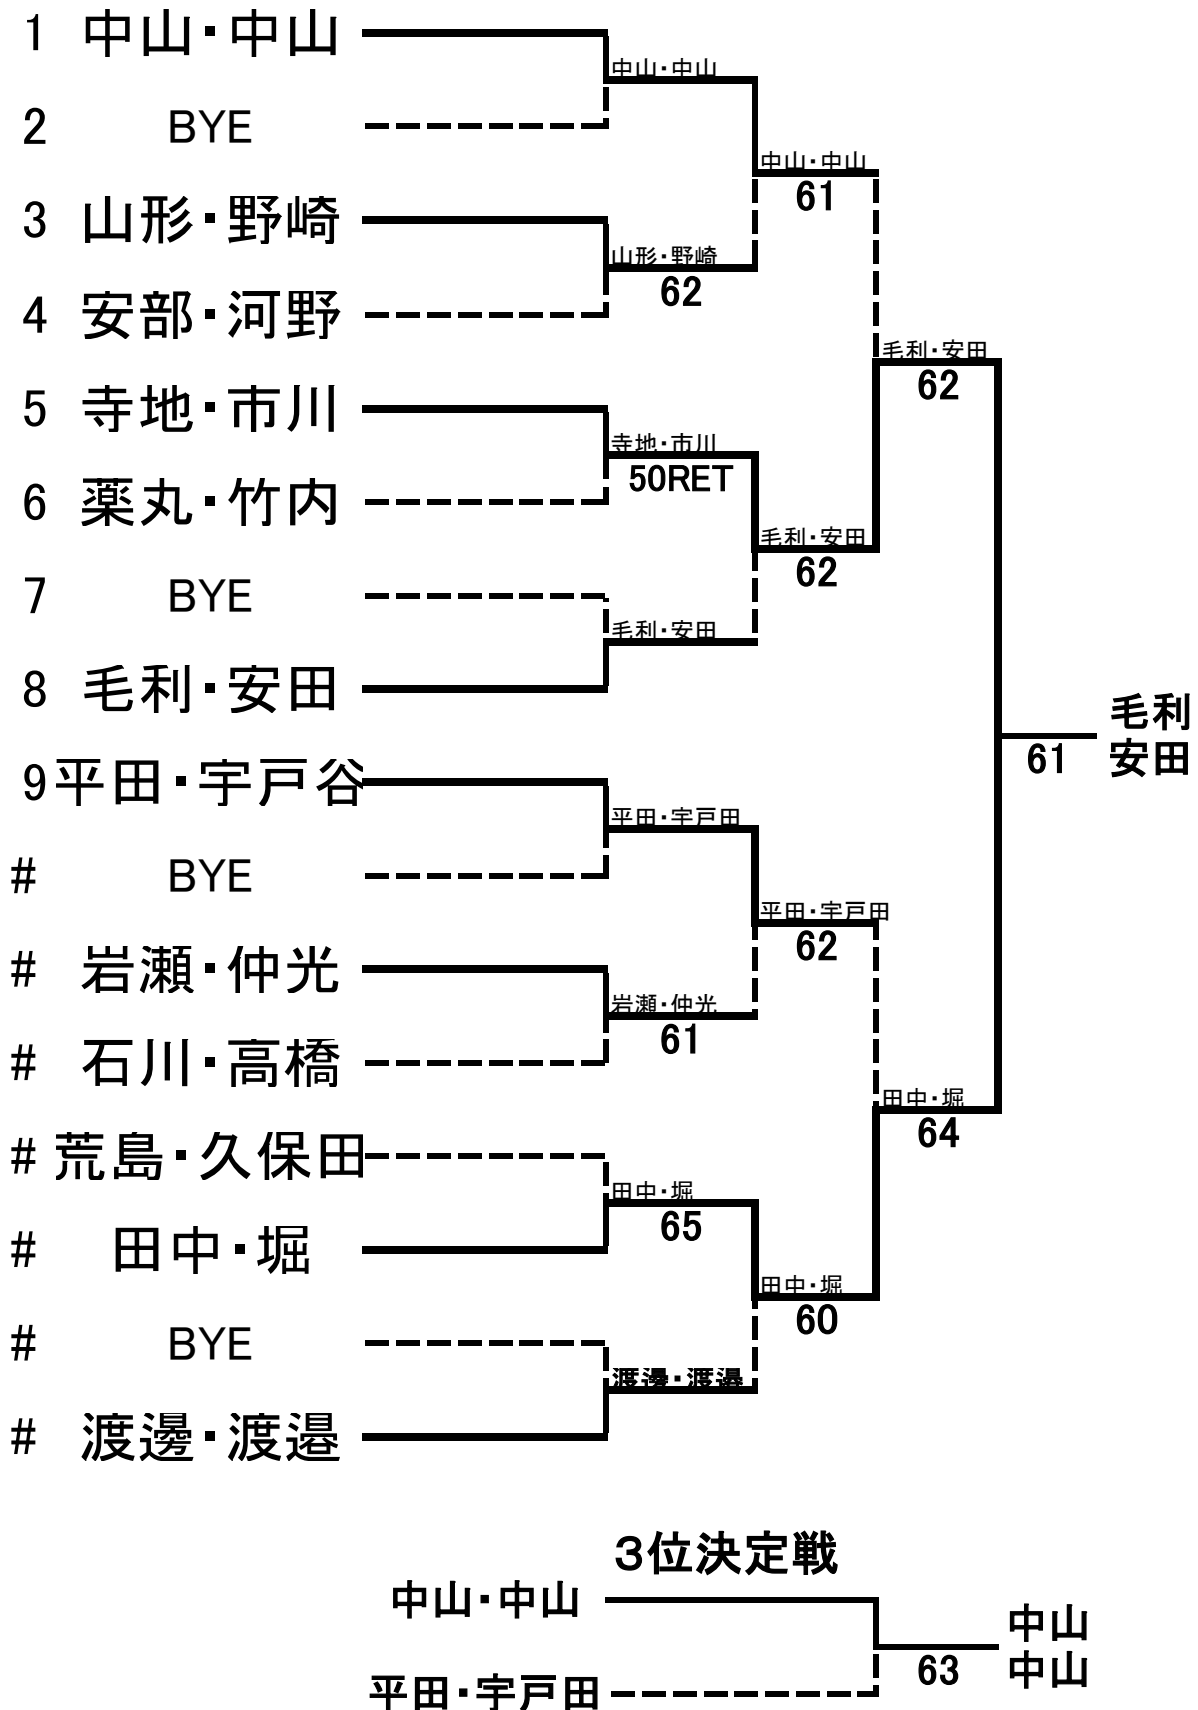 1 中山・中山
中山・中山
2 BYE
中山・中山
61
3 山形・野崎
山形・野崎
62
4 安部・河野
毛利・安田
62
5 寺地・市川
寺地・市川
50RET
6 薬丸・竹内
毛利・安田
62
7 BYE
毛利・安田
8 毛利・安田
毛利
安田
61
9 平田・宇戸谷
平田・宇戸田
# BYE
平田・宇戸田
62
# 岩瀬・仲光
岩瀬・仲光
61
# 石川・高橋
田中・堀
64
# 荒島・久保田
田中・堀
65
# 田中・堀
田中・堀
60
# BYE
渡邊・渡邉
# 渡邊・渡邉
３位決定戦
中山・中山
中山
中山
63
平田・宇戸田